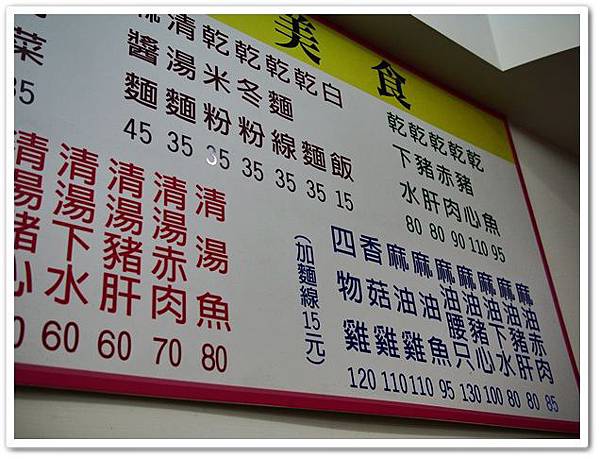 美食
菜
麻醬麵 45
清湯麵 35
乾米粉 35
乾冬粉 35
乾麵線 35
乾麵 35
白飯 15
乾下水 80
乾豬肝 80
乾赤肉 90
乾豬心 110
乾魚 95
清湯豬心
清湯下水 60
清湯豬肝 60
清湯赤肉 70
清湯魚 80
(加麵線15元)
四物雞 120
香菇雞 110
麻油雞 110
麻油魚 95
麻油腰只 130
麻油豬心 100
麻油下水 80
麻油豬肝 80
麻油赤肉 85